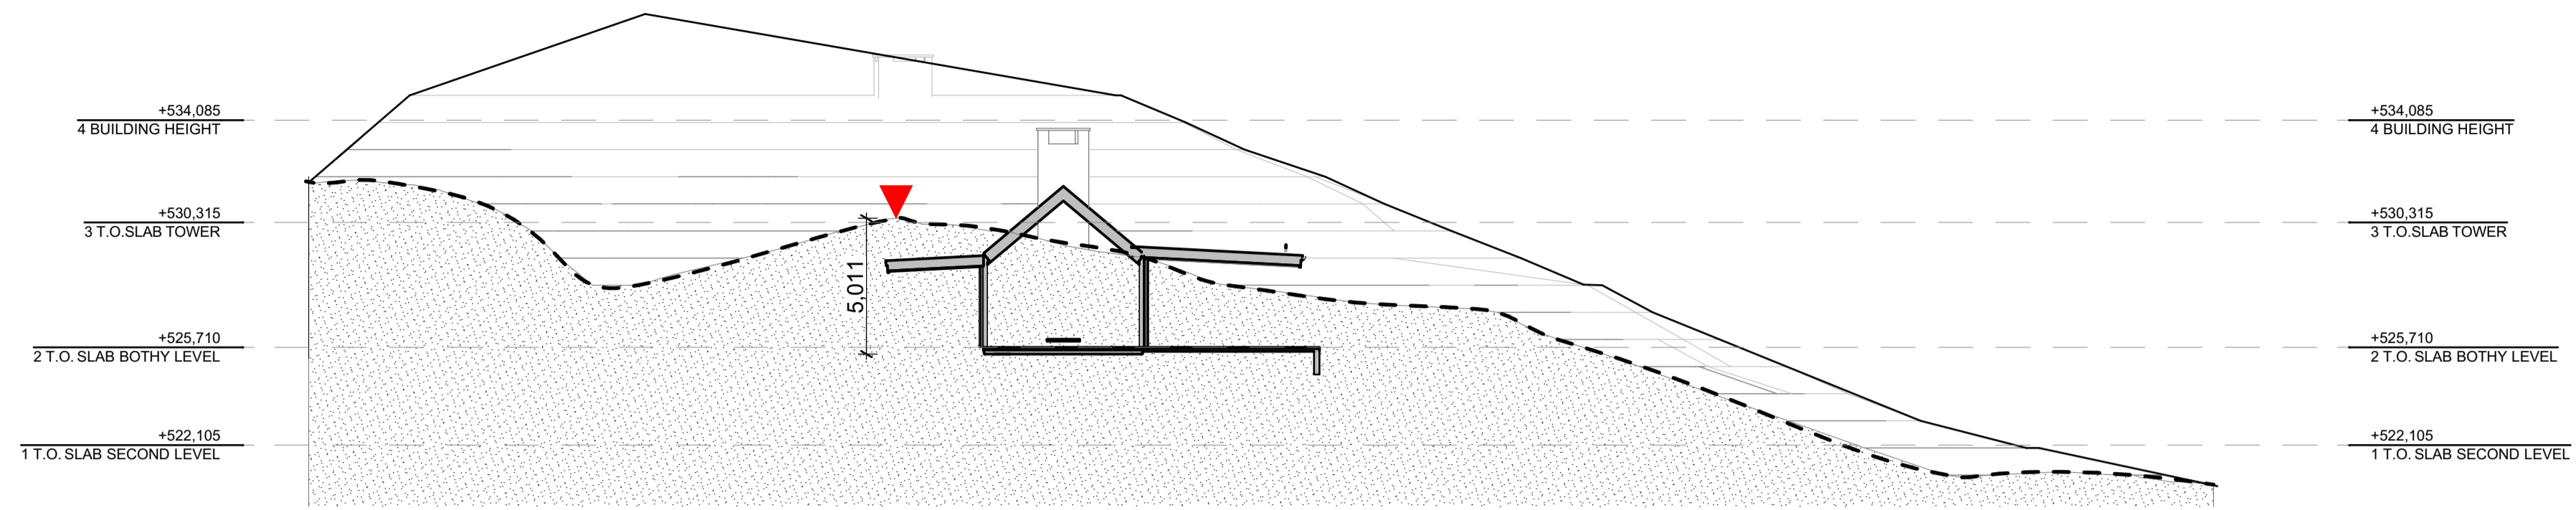 +534,085
4 BUILDING HEIGHT
+534,085
4 BUILDING HEIGHT
+530,315
3 T.O.SLAB TOWER
+530,315
3 T.O.SLAB TOWER
5,011
+525,710
2 T.O. SLAB BOTHY LEVEL
+525,710
2 T.O. SLAB BOTHY LEVEL
+522,105
1 T.O. SLAB SECOND LEVEL
+522,105
1 T.O. SLAB SECOND LEVEL